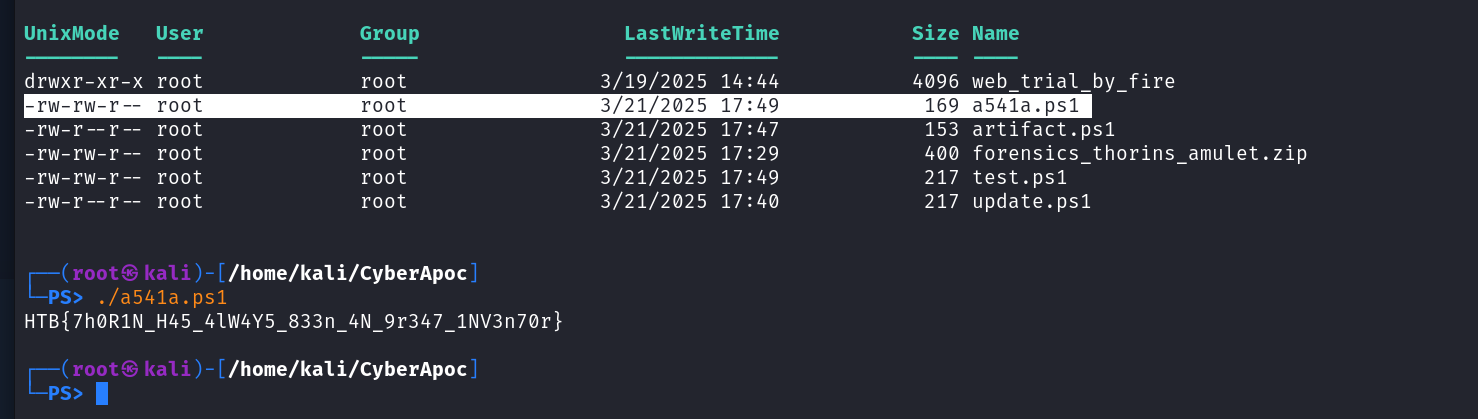 UnixMode User Group LastWriteTime Size Name
drwxr-xr-x root root 3/19/2025 14:44 4096 web_trial_by_fire
-rw-rw-r-- root root 3/21/2025 17:49 169 a541a.ps1
-rw-r--r-- root root 3/21/2025 17:47 153 artifact.ps1
-rw-rw-r-- root root 3/21/2025 17:29 400 forensics_thorins_amulet.zip
-rw-rw-r-- root root 3/21/2025 17:49 217 test.ps1
-rw-r--r-- root root 3/21/2025 17:40 217 update.ps1
┌──(root㉿kali)-[/home/kali/CyberApoc]
└─PS> ./a541a.ps1
HTB{7h0R1N_H45_4lW4Y5_833n_4N_9r347_1NV3n70r}
┌──(root㉿kali)-[/home/kali/CyberApoc]
└─PS>